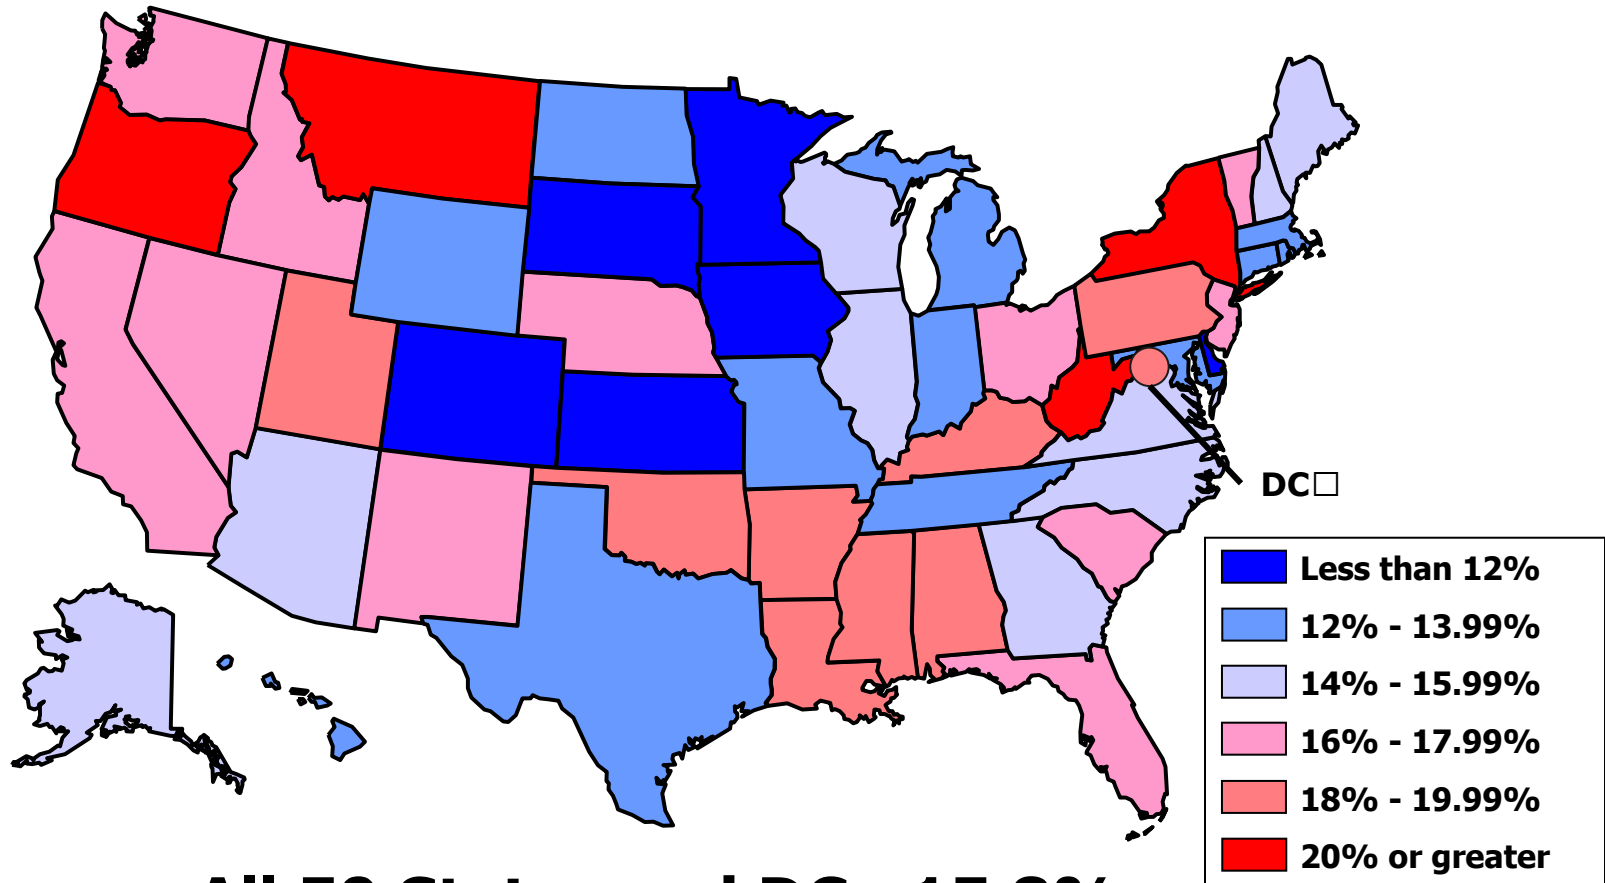 DC□
Less than 12%
12% - 13.99%
14% - 15.99%
16% - 17.99%
18% - 19.99%
20% or greater